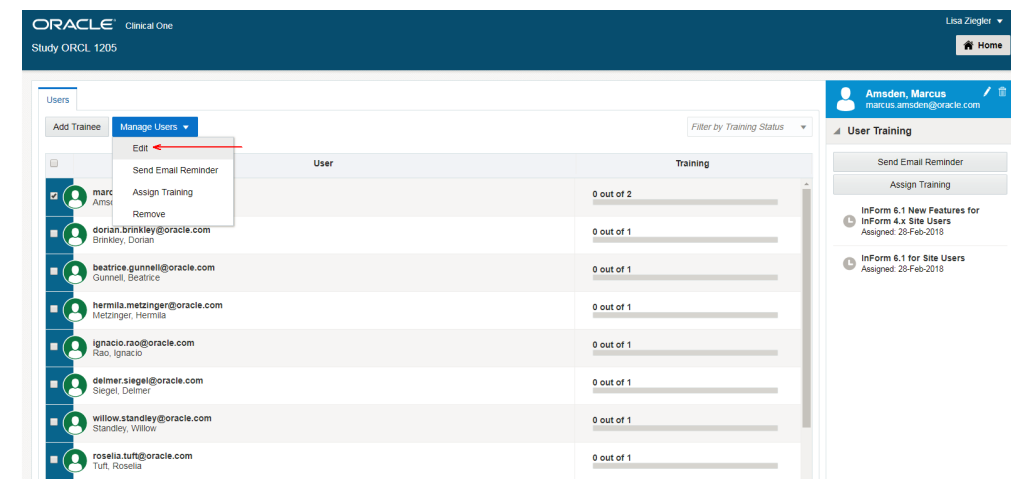 ORACLE Clinical One
Lisa Ziegler
Study ORCL 1205
Home
Users
Add Trainee
Manage Users
Filter by Training Status
Edit
Send Email Reminder
Assign Training
Remove
User
Training
marc
Ams
0 out of 2
dorian.brinkley@oracle.com
Brinkley, Dorian
0 out of 1
beatrice.gunnell@oracle.com
Gunnell, Beatrice
0 out of 1
hermila.metzinger@oracle.com
Metzinger, Hermila
0 out of 1
ignacio.rao@oracle.com
Rao, Ignacio
0 out of 1
delmer.siegel@oracle.com
Siegel, Delmer
0 out of 1
willow.standley@oracle.com
Standley, Willow
0 out of 1
roselia.tuft@oracle.com
Tuft, Roselia
0 out of 1
Amsden, Marcus
marcus.amsden@oracle.com
User Training
Send Email Reminder
Assign Training
InForm 6.1 New Features for
InForm 4.x Site Users
Assigned: 28-Feb-2018
InForm 6.1 for Site Users
Assigned: 28-Feb-2018